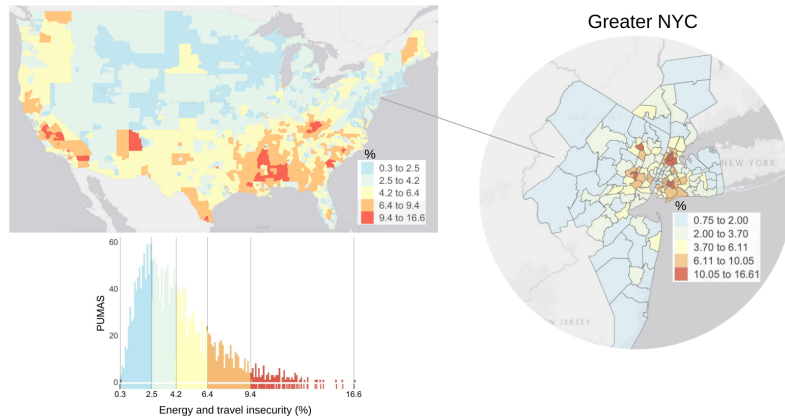 Greater NYC
%
0.3 to 2.5
2.5 to 4.2
4.2 to 6.4
6.4 to 9.4
9.4 to 16.6
NEW YORK
%
0.75 to 2.00
2.00 to 3.70
3.70 to 6.11
6.11 to 10.05
10.05 to 16.61
JERSEY
60
40
20
0
PUMAS
0.3 2.5 4.2 6.4 9.4 16.6
Energy and travel insecurity (%)